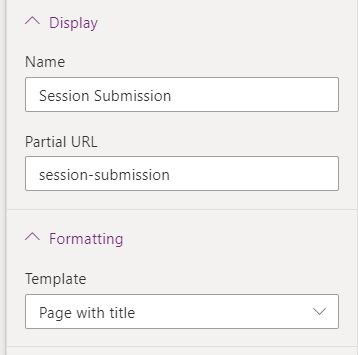 Display
Name
Session Submission
Partial URL
session-submission
Formatting
Template
Page with title